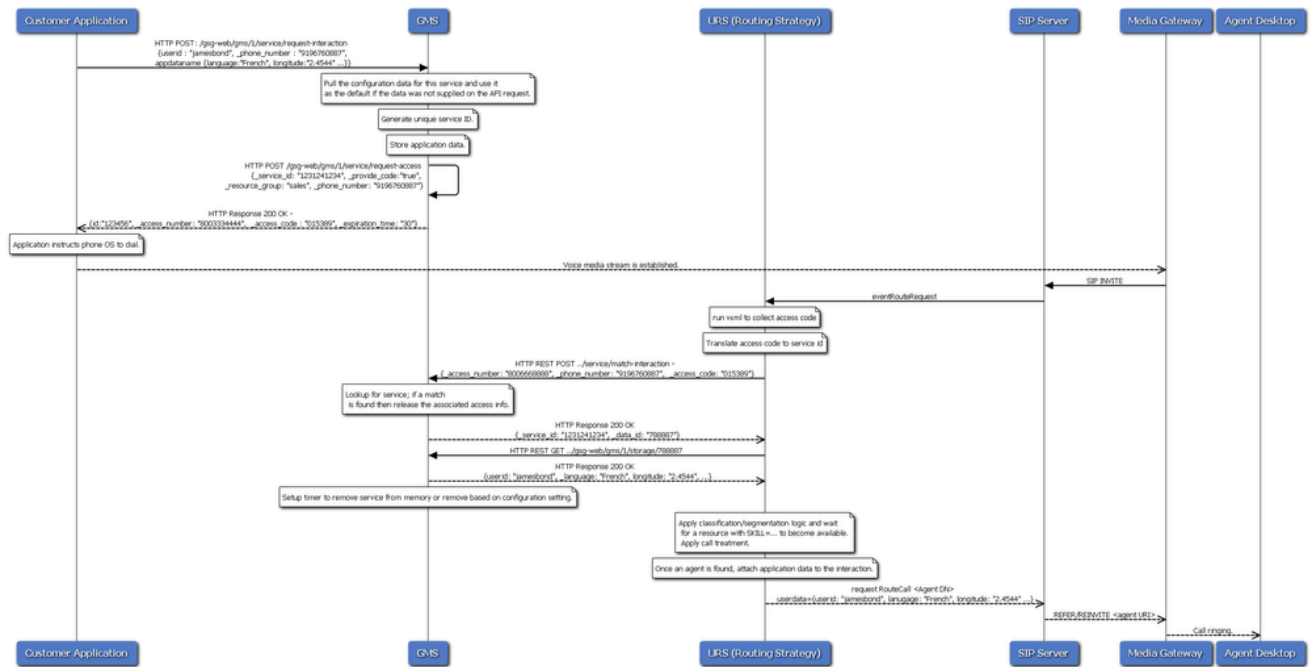 Customer Application
GMS
URS (Routing Strategy)
SIP Server
Media Gateway
Agent Desktop
HTTP POST: /gsg-web/gms/1/service/request-interaction
{userid : "jamesbond", _phone_number : "9196760887",
appdataname {language:"French", longitude:"2.4544" ...}}
Pull the configuration data for this service and use it
as the default if the data was not supplied on the API request.
Generate unique service ID.
Store application data.
HTTP POST /gsg-web/gms/1/service/request-access
{_service_id: "1231241234", _provide_code:"true",
_resource_group: "sales", _phone_number: "9196760887"}
HTTP Response 200 OK -
{id:"123456", _access_number: "8003334444", _access_code : "015389", _expiration_time: "30"}
Application instructs phone OS to dial.
Voice media stream is established.
SIP INVITE
eventRouteRequest
run vxml to collect access code
Translate access code to service id
HTTP REST POST .../service/match-interaction -
{_access_number: "8006668888", _phone_number: "9196760887", _access_code: "015389"}
Lookup for service; if a match
is found then release the associated access info.
HTTP Response 200 OK
{_service_id: "1231241234", _data_id: "788887"}
HTTP REST GET .../gsg-web/gms/1/storage/788887
HTTP Response 200 OK
{userid: "jamesbond", _language: "French", longitude: "2.4544", ...}
Setup timer to remove service from memory or remove based on configuration setting.
Apply classification/segmentation logic and wait
for a resource with SKILL=... to become available.
Apply call treatment.
Once an agent is found, attach application data to the interaction.
request RouteCall <Agent DN>
userdata={userid: "jamesbond", lanugage: "French", longitude: "2.4544" ...}
REFER/REINVITE <agent URI>
Call ringing.
Customer Application
GMS
URS (Routing Strategy)
SIP Server
Media Gateway
Agent Desktop